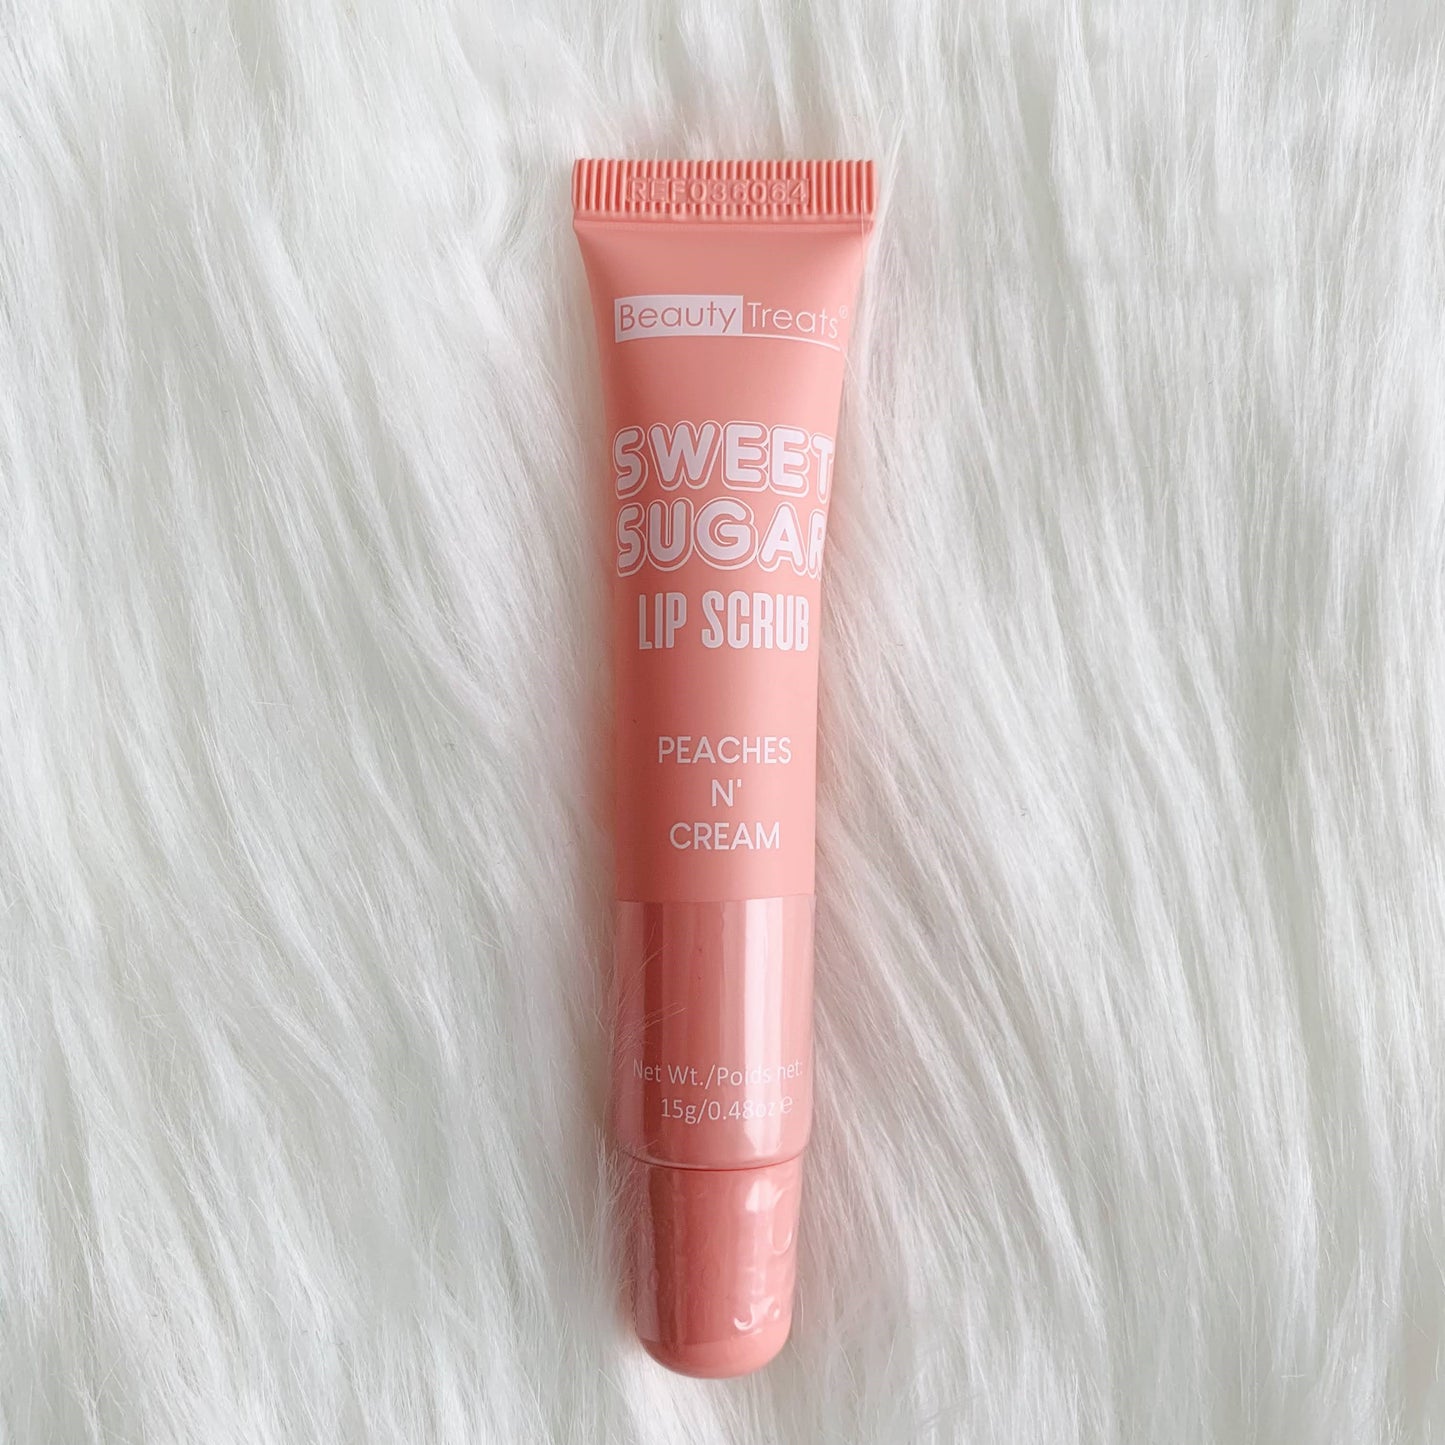 REF036064
Beauty Treats®
SWEET
SUGAR
LIP SCRUB
PEACHES
N'
CREAM
Net Wt./Poids net:
15g/0.48oz ℮